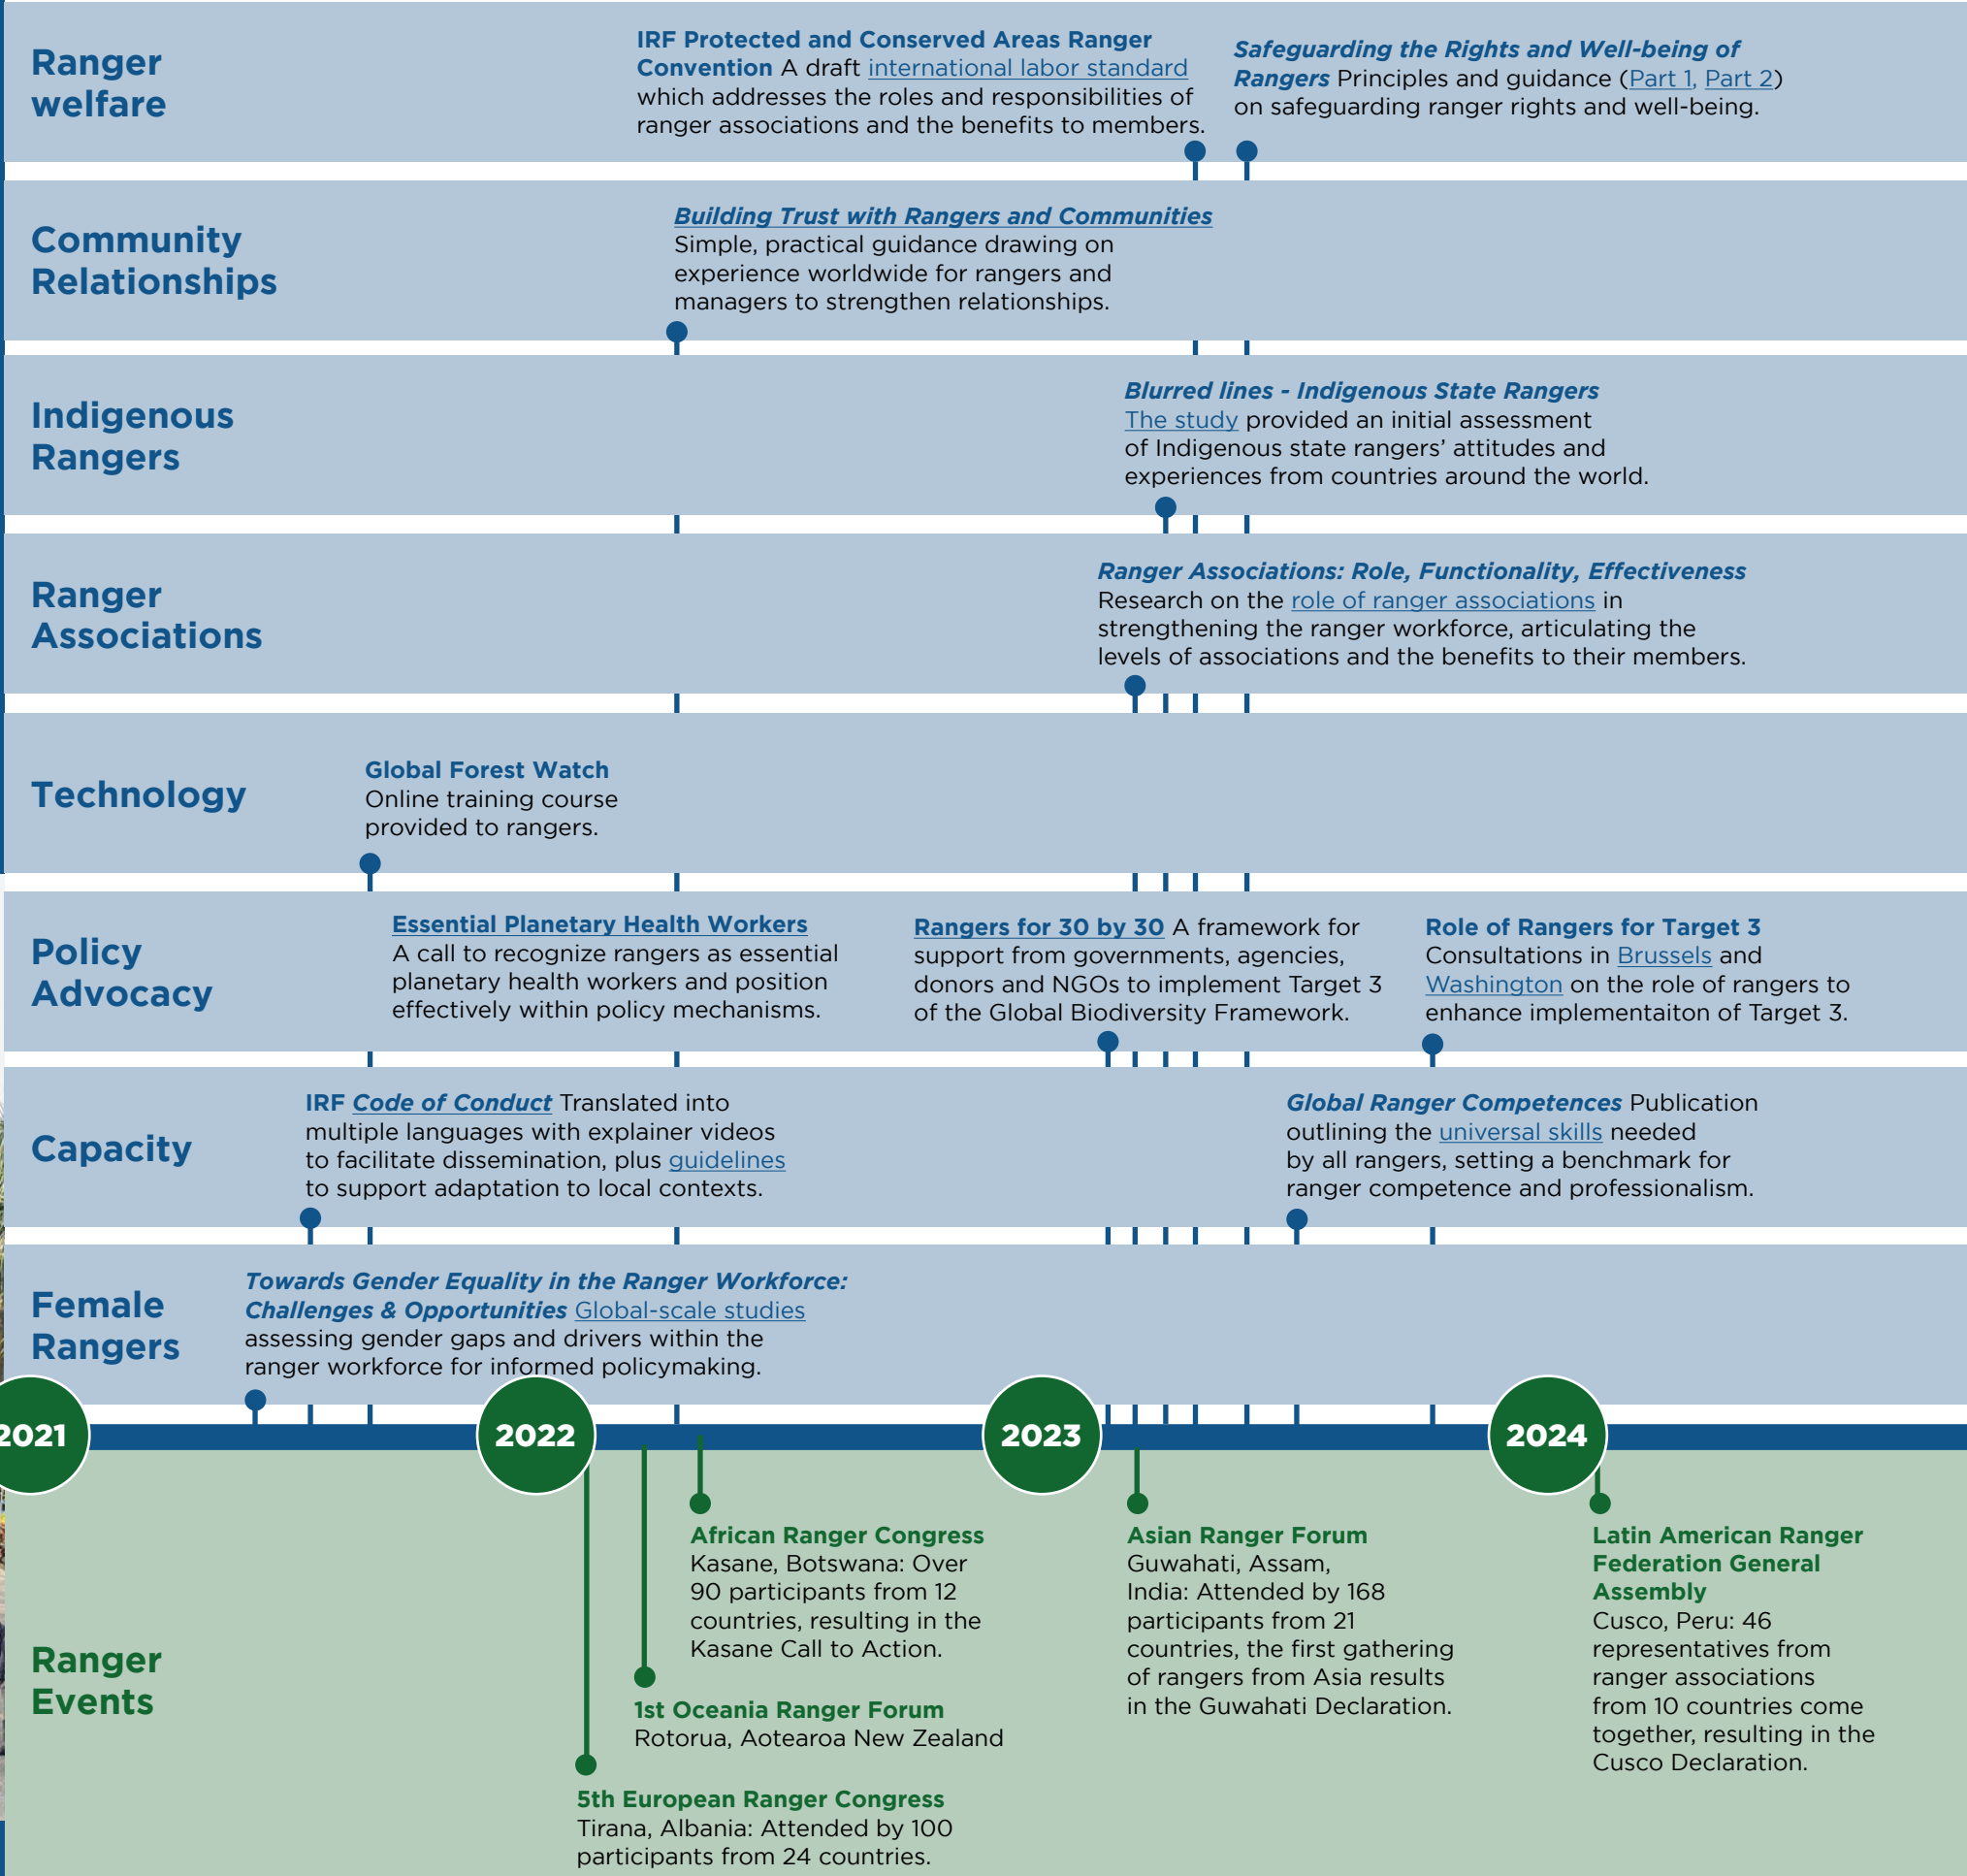 Ranger
welfare
IRF Protected and Conserved Areas Ranger
Convention A draft international labor standard
which addresses the roles and responsibilities of
ranger associations and the benefits to members.
Safeguarding the Rights and Well-being of
Rangers Principles and guidance (Part 1, Part 2)
on safeguarding ranger rights and well-being.
Community
Relationships
Building Trust with Rangers and Communities
Simple, practical guidance drawing on
experience worldwide for rangers and
managers to strengthen relationships.
Indigenous
Rangers
Blurred lines - Indigenous State Rangers
The study provided an initial assessment
of Indigenous state rangers’ attitudes and
experiences from countries around the world.
Ranger
Associations
Ranger Associations: Role, Functionality, Effectiveness
Research on the role of ranger associations in
strengthening the ranger workforce, articulating the
levels of associations and the benefits to their members.
Technology
Global Forest Watch
Online training course
provided to rangers.
Policy
Advocacy
Essential Planetary Health Workers
A call to recognize rangers as essential
planetary health workers and position
effectively within policy mechanisms.
Rangers for 30 by 30 A framework for
support from governments, agencies,
donors and NGOs to implement Target 3
of the Global Biodiversity Framework.
Role of Rangers for Target 3
Consultations in Brussels and
Washington on the role of rangers to
enhance implementaiton of Target 3.
Capacity
IRF Code of Conduct Translated into
multiple languages with explainer videos
to facilitate dissemination, plus guidelines
to support adaptation to local contexts.
Global Ranger Competences Publication
outlining the universal skills needed
by all rangers, setting a benchmark for
ranger competence and professionalism.
Female
Rangers
Towards Gender Equality in the Ranger Workforce:
Challenges & Opportunities Global-scale studies
assessing gender gaps and drivers within the
ranger workforce for informed policymaking.
2021
2022
2023
2024
Ranger
Events
African Ranger Congress
Kasane, Botswana: Over
90 participants from 12
countries, resulting in the
Kasane Call to Action.
1st Oceania Ranger Forum
Rotorua, Aotearoa New Zealand
5th European Ranger Congress
Tirana, Albania: Attended by 100
participants from 24 countries.
Asian Ranger Forum
Guwahati, Assam,
India: Attended by 168
participants from 21
countries, the first gathering
of rangers from Asia results
in the Guwahati Declaration.
Latin American Ranger
Federation General
Assembly
Cusco, Peru: 46
representatives from
ranger associations
from 10 countries come
together, resulting in the
Cusco Declaration.